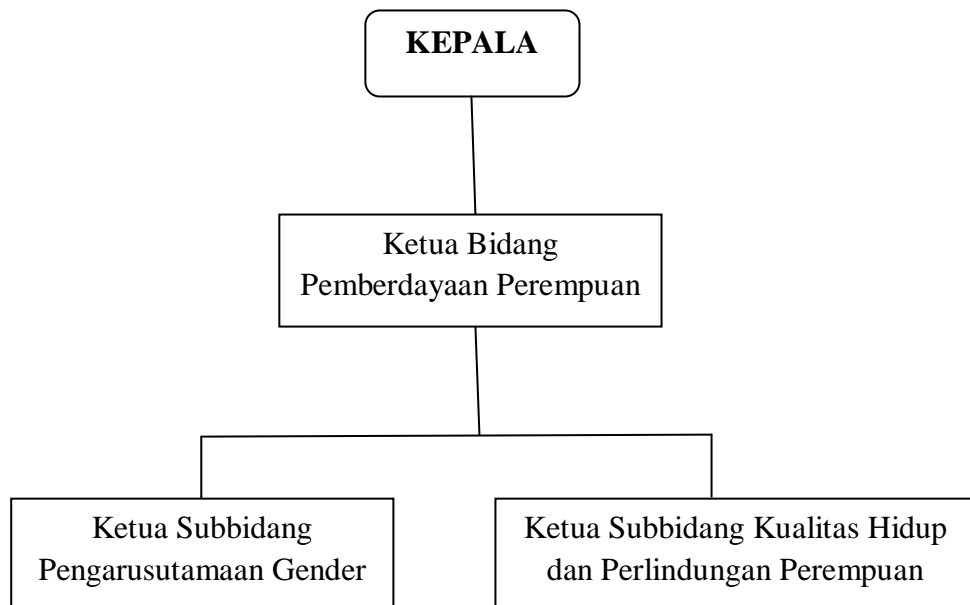 KEPALA
Ketua Bidang
Pemberdayaan Perempuan
Ketua Subbidang
Pengarusutamaan Gender
Ketua Subbidang Kualitas Hidup
dan Perlindungan Perempuan